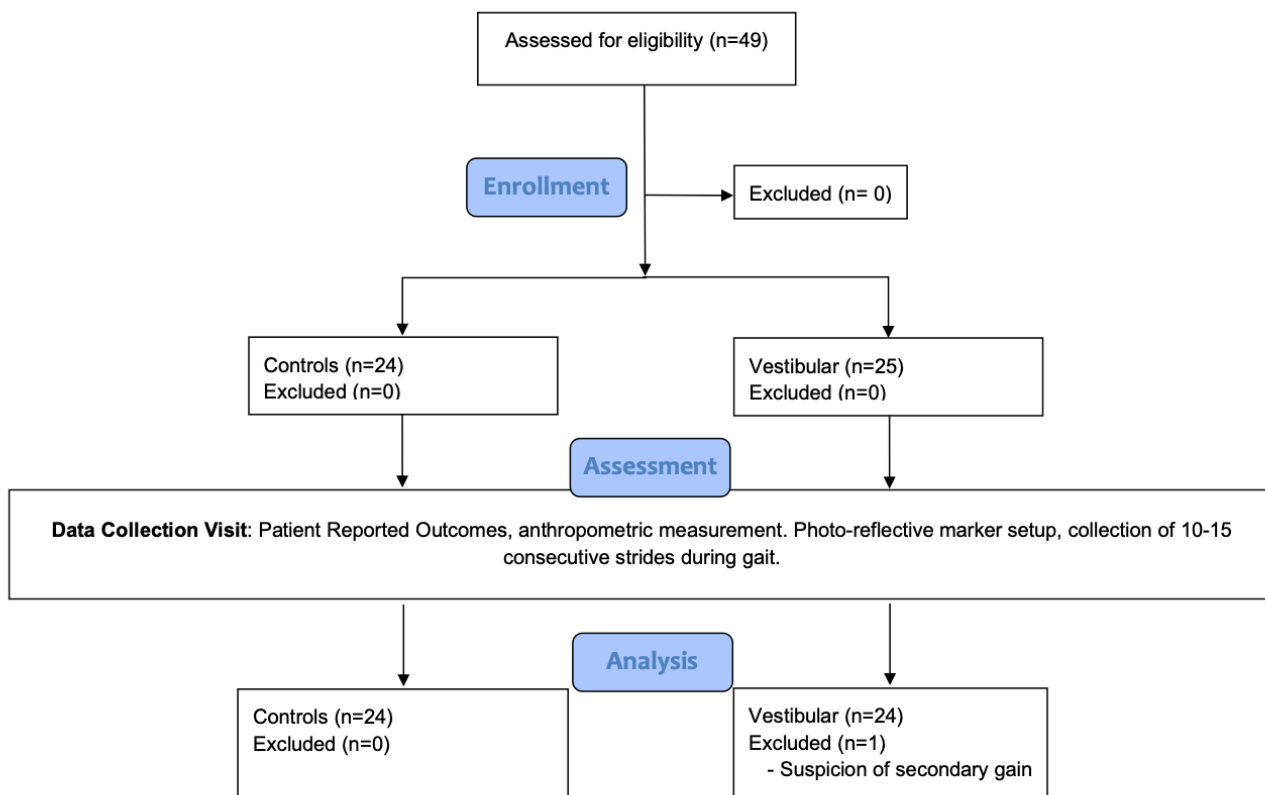 Assessed for eligibility (n=49)
Enrollment
Excluded (n= 0)
Controls (n=24)
Excluded (n=0)
Vestibular (n=25)
Excluded (n=0)
Assessment
Data Collection Visit: Patient Reported Outcomes, anthropometric measurement. Photo-reflective marker setup, collection of 10-15
consecutive strides during gait.
Analysis
Controls (n=24)
Excluded (n=0)
Vestibular (n=24)
Excluded (n=1)
- Suspicion of secondary gain